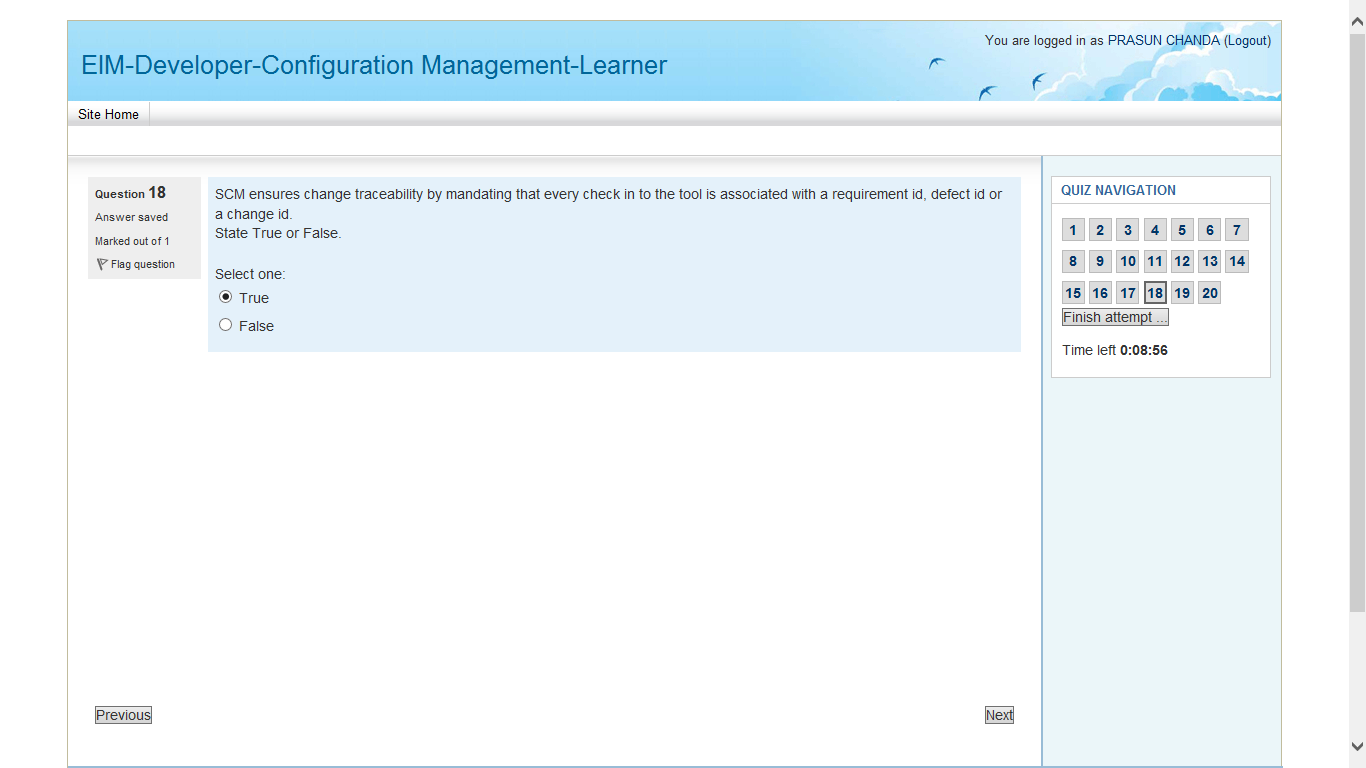 You are logged in as PRASUN CHANDA (Logout)
EIM-Developer-Configuration Management-Learner
Site Home
Question 18
Answer saved
Marked out of 1
Flag question
SCM ensures change traceability by mandating that every check in to the tool is associated with a requirement id, defect id or
a change id.
State True or False.
Select one:
True
False
Previous
Next
QUIZ NAVIGATION
1 2 3 4 5 6 7
8 9 10 11 12 13 14
15 16 17 18 19 20
Finish attempt ...
Time left 0:08:56